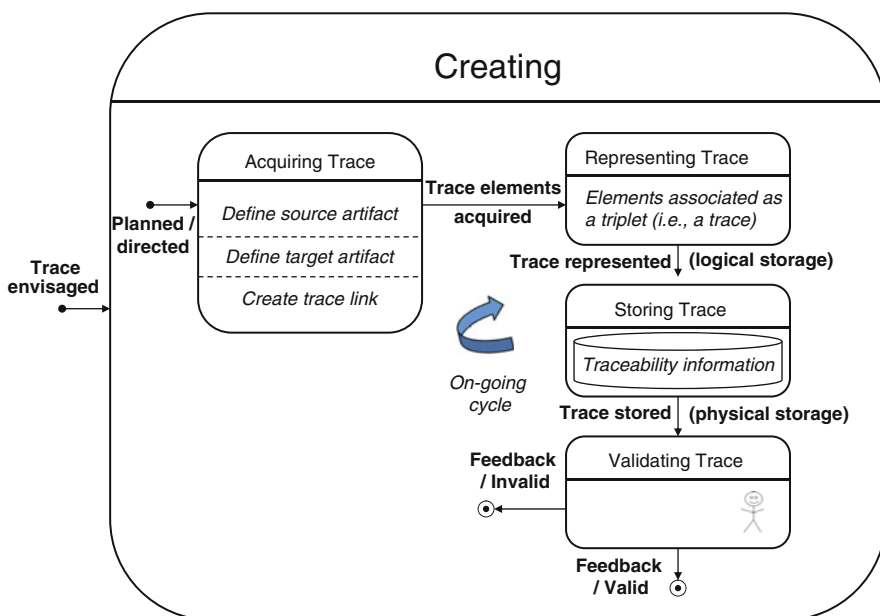 Creating
Acquiring Trace
Define source artifact
Define target artifact
Create trace link
Planned /
directed
Trace
envisaged
Trace elements
acquired
Representing Trace
Elements associated as
a triplet (i.e., a trace)
Trace represented (logical storage)
Storing Trace
Traceability information
On-going
cycle
Trace stored (physical storage)
Validating Trace
Feedback
/ Invalid
Feedback
/ Valid